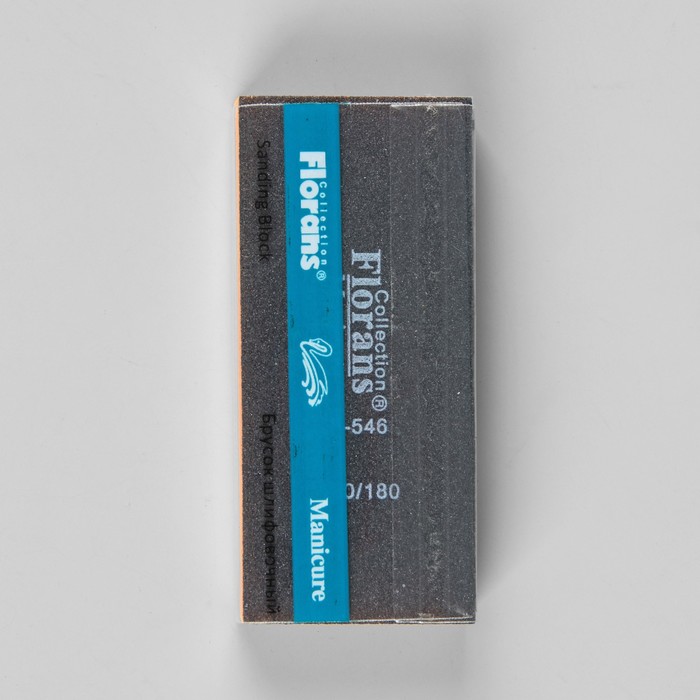 Sanding Block
Брусок шлифовочный
Florans®
Collection
Manicure
Florans
Collection®
-546
0/180